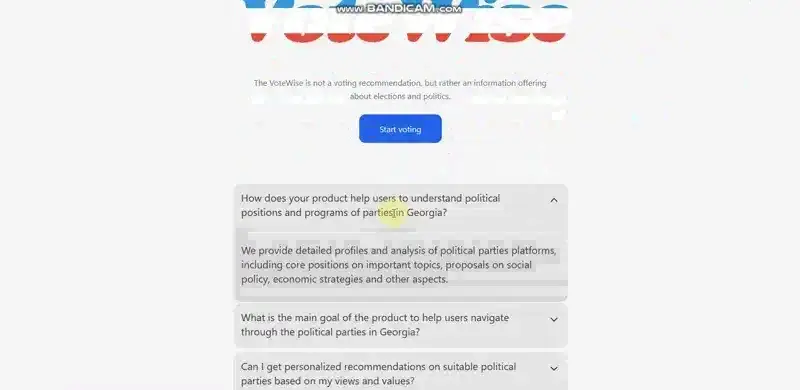 www.BANDICAM.com
VoteWise
The VoteWise is not a voting recommendation, but rather an information offering
about elections and politics.
Start voting
How does your product help users to understand political
positions and programs of parties in Georgia?
We provide detailed profiles and analysis of political parties platforms,
including core positions on important topics, proposals on social
policy, economic strategies and other aspects.
What is the main goal of the product to help users navigate
through the political parties in Georgia?
Can I get personalized recommendations on suitable political
parties based on my views and values?